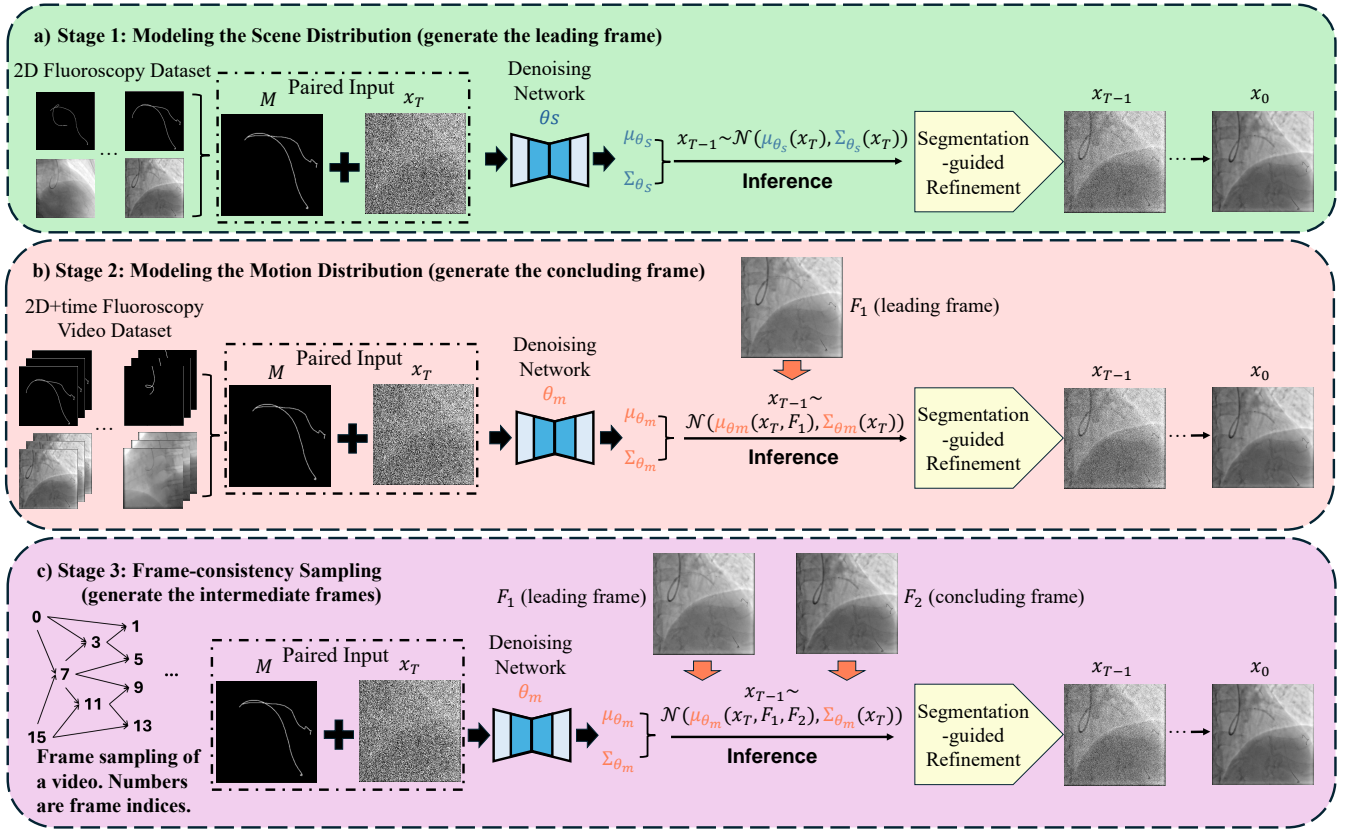 a) Stage 1: Modeling the Scene Distribution (generate the leading frame)
2D Fluoroscopy Dataset
...
Paired Input
M
x_T
Denoising
Network
θs
μ_θs
Σ_θs
x_{T−1}~𝒩(μ_θs(x_T), Σ_θs(x_T))
Inference
Segmentation
-guided
Refinement
x_{T−1}
...
x_0
b) Stage 2: Modeling the Motion Distribution (generate the concluding frame)
2D+time Fluoroscopy
Video Dataset
...
Paired Input
M
x_T
Denoising
Network
θ_m
μ_θm
Σ_θm
F_1 (leading frame)
x_{T−1}~
𝒩(μ_θm(x_T, F_1), Σ_θm(x_T))
Inference
Segmentation
-guided
Refinement
x_{T−1}
...
x_0
c) Stage 3: Frame-consistency Sampling
(generate the intermediate frames)
0
1
3
5
7
...
9
11
13
15
Frame sampling of
a video. Numbers
are frame indices.
Paired Input
M
x_T
Denoising
Network
θ_m
μ_θm
Σ_θm
F_1 (leading frame)
F_2 (concluding frame)
x_{T−1}~
𝒩(μ_θm(x_T, F_1, F_2), Σ_θm(x_T))
Inference
Segmentation
-guided
Refinement
x_{T−1}
...
x_0